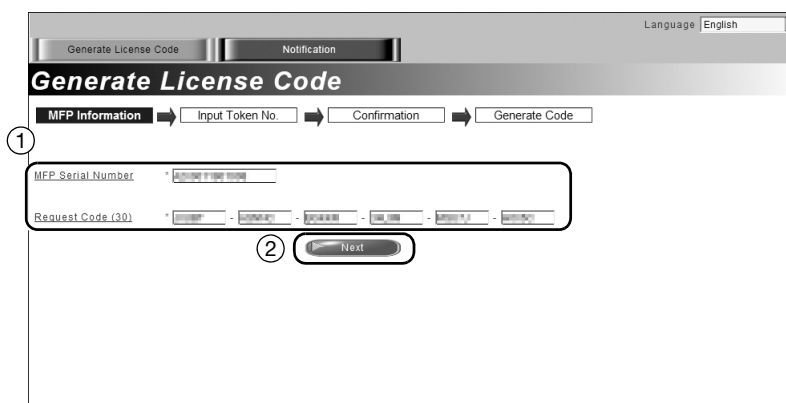 Language English
Generate License Code Notification
Generate License Code
MFP Information Input Token No. Confirmation Generate Code
1
MFP Serial Number *
Request Code (30) * - - - - -
2 Next